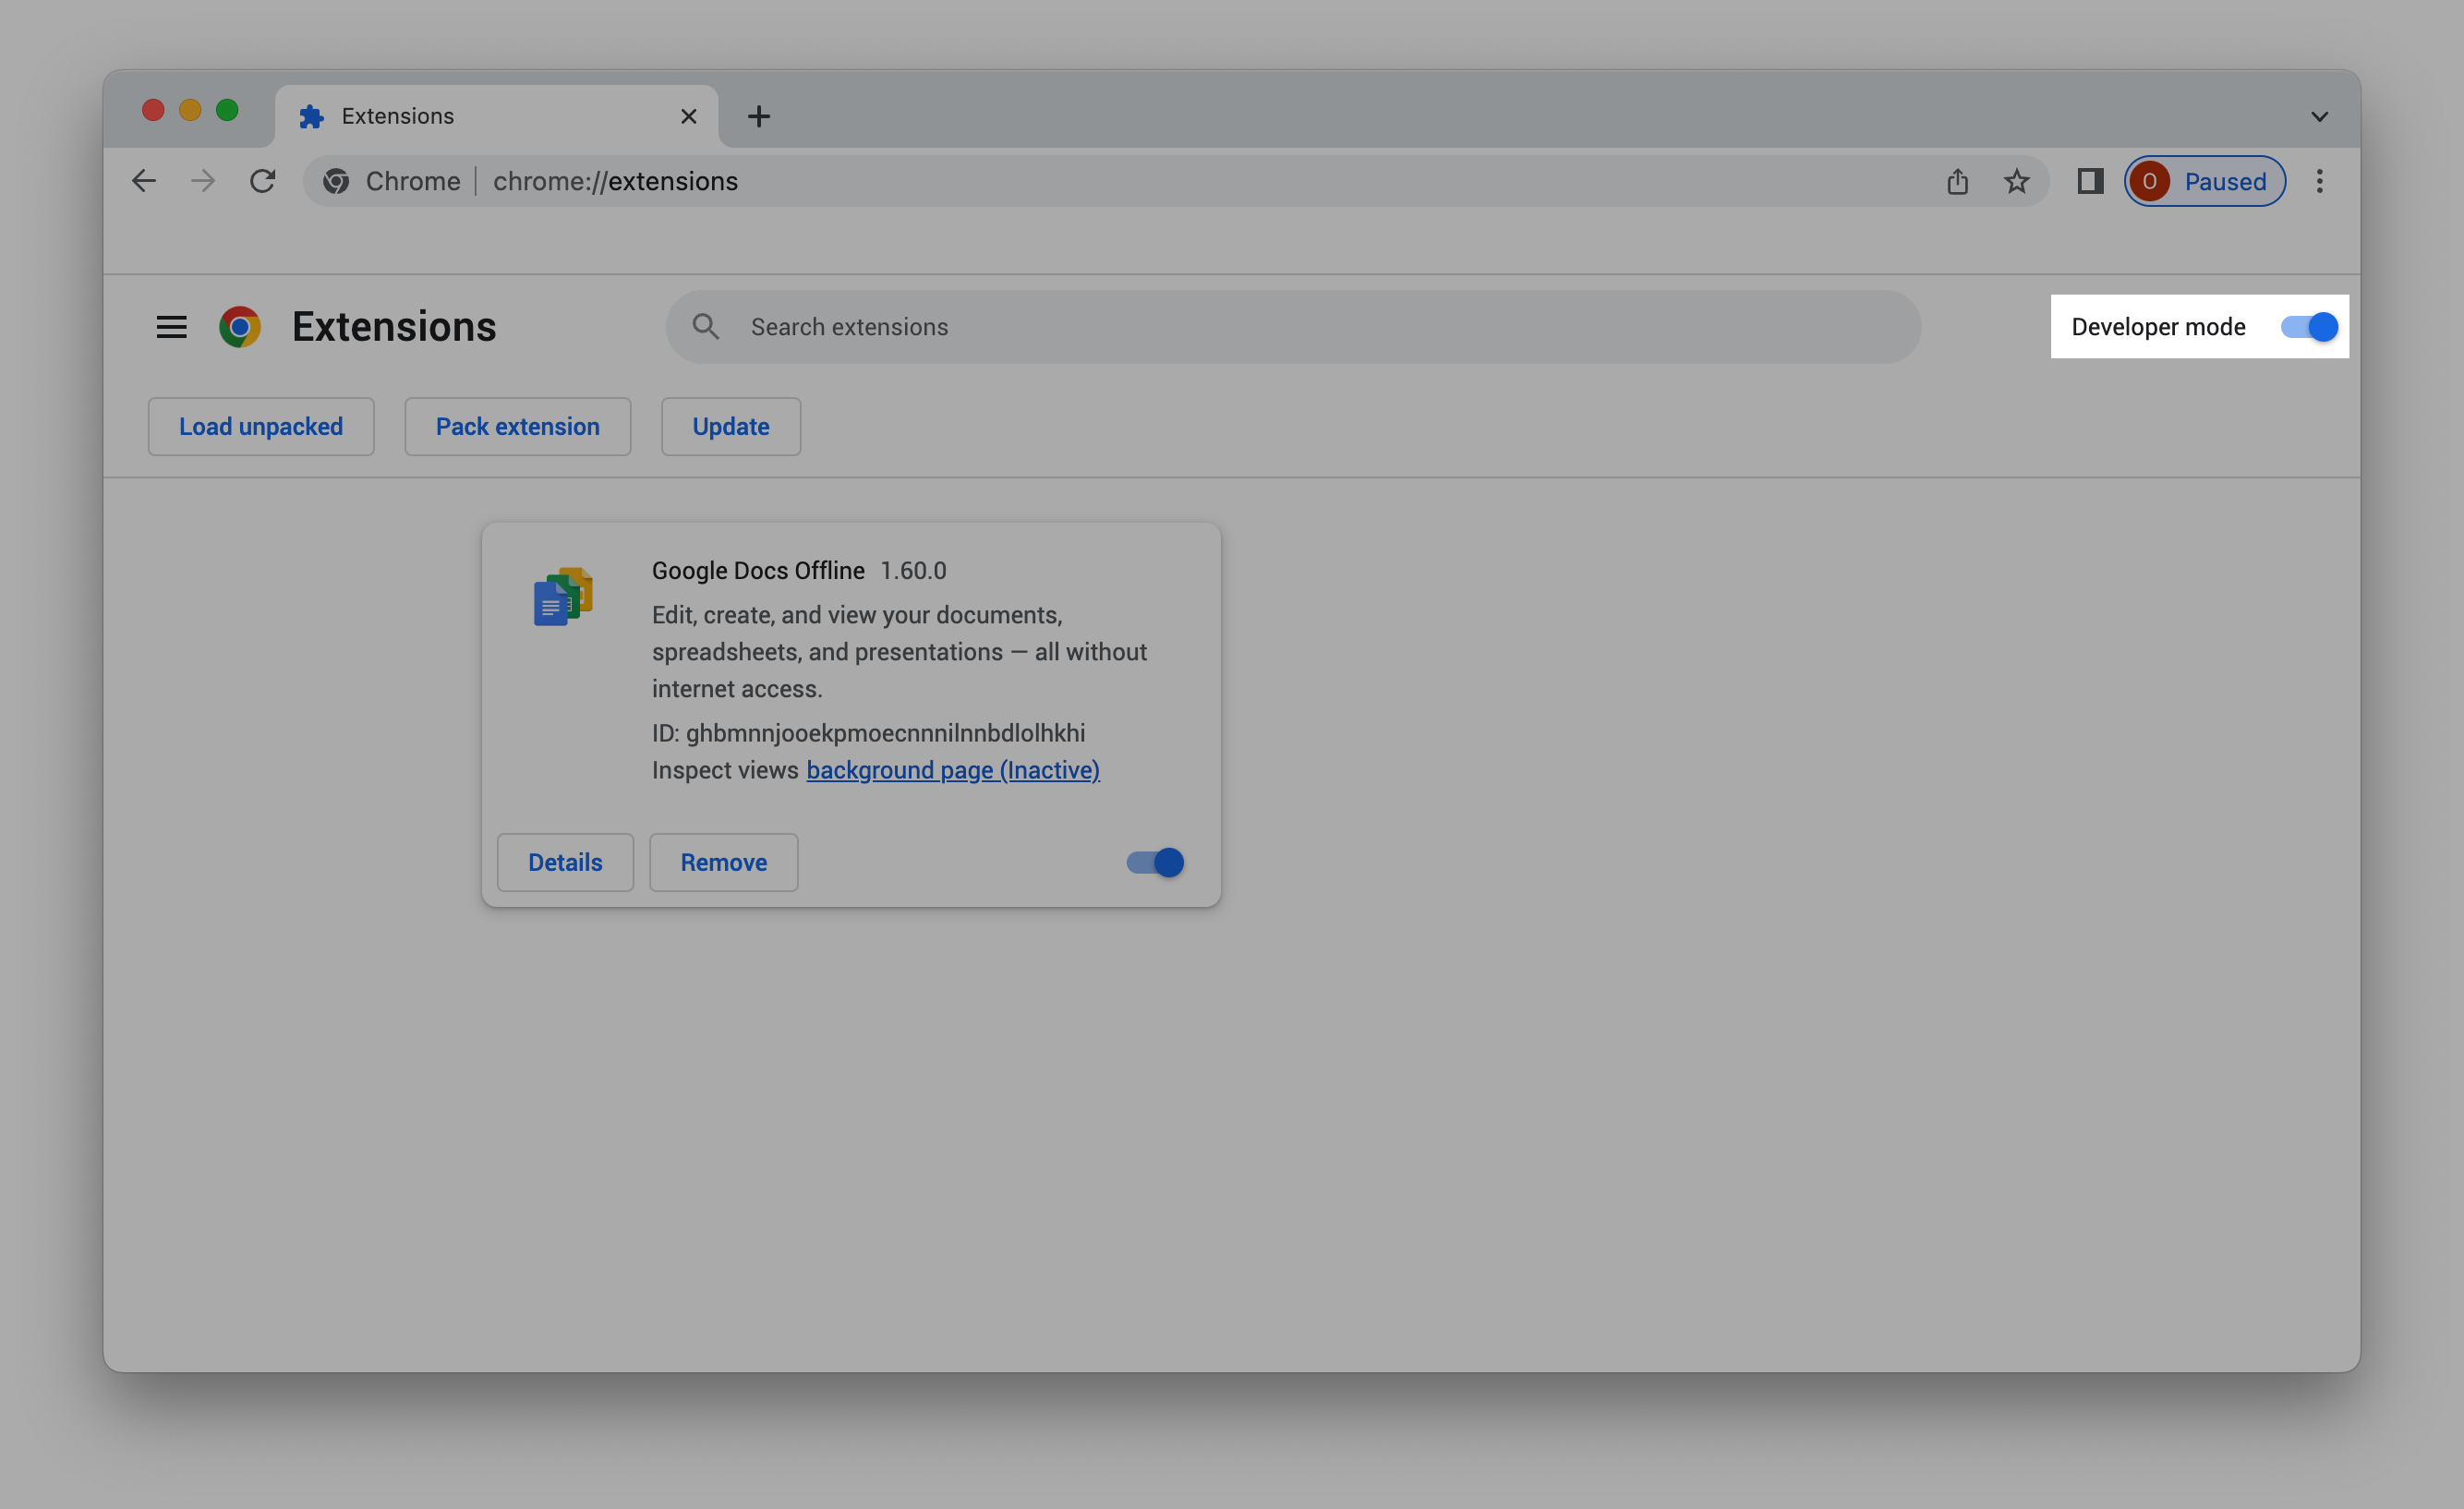 Extensions
Chrome | chrome://extensions
O Paused
Extensions
Search extensions
Developer mode
Load unpacked
Pack extension
Update
Google Docs Offline 1.60.0
Edit, create, and view your documents,
spreadsheets, and presentations — all without
internet access.
ID: ghbmnnjooekpmoecnnnilnnbdlolhkhi
Inspect views background page (Inactive)
Details
Remove